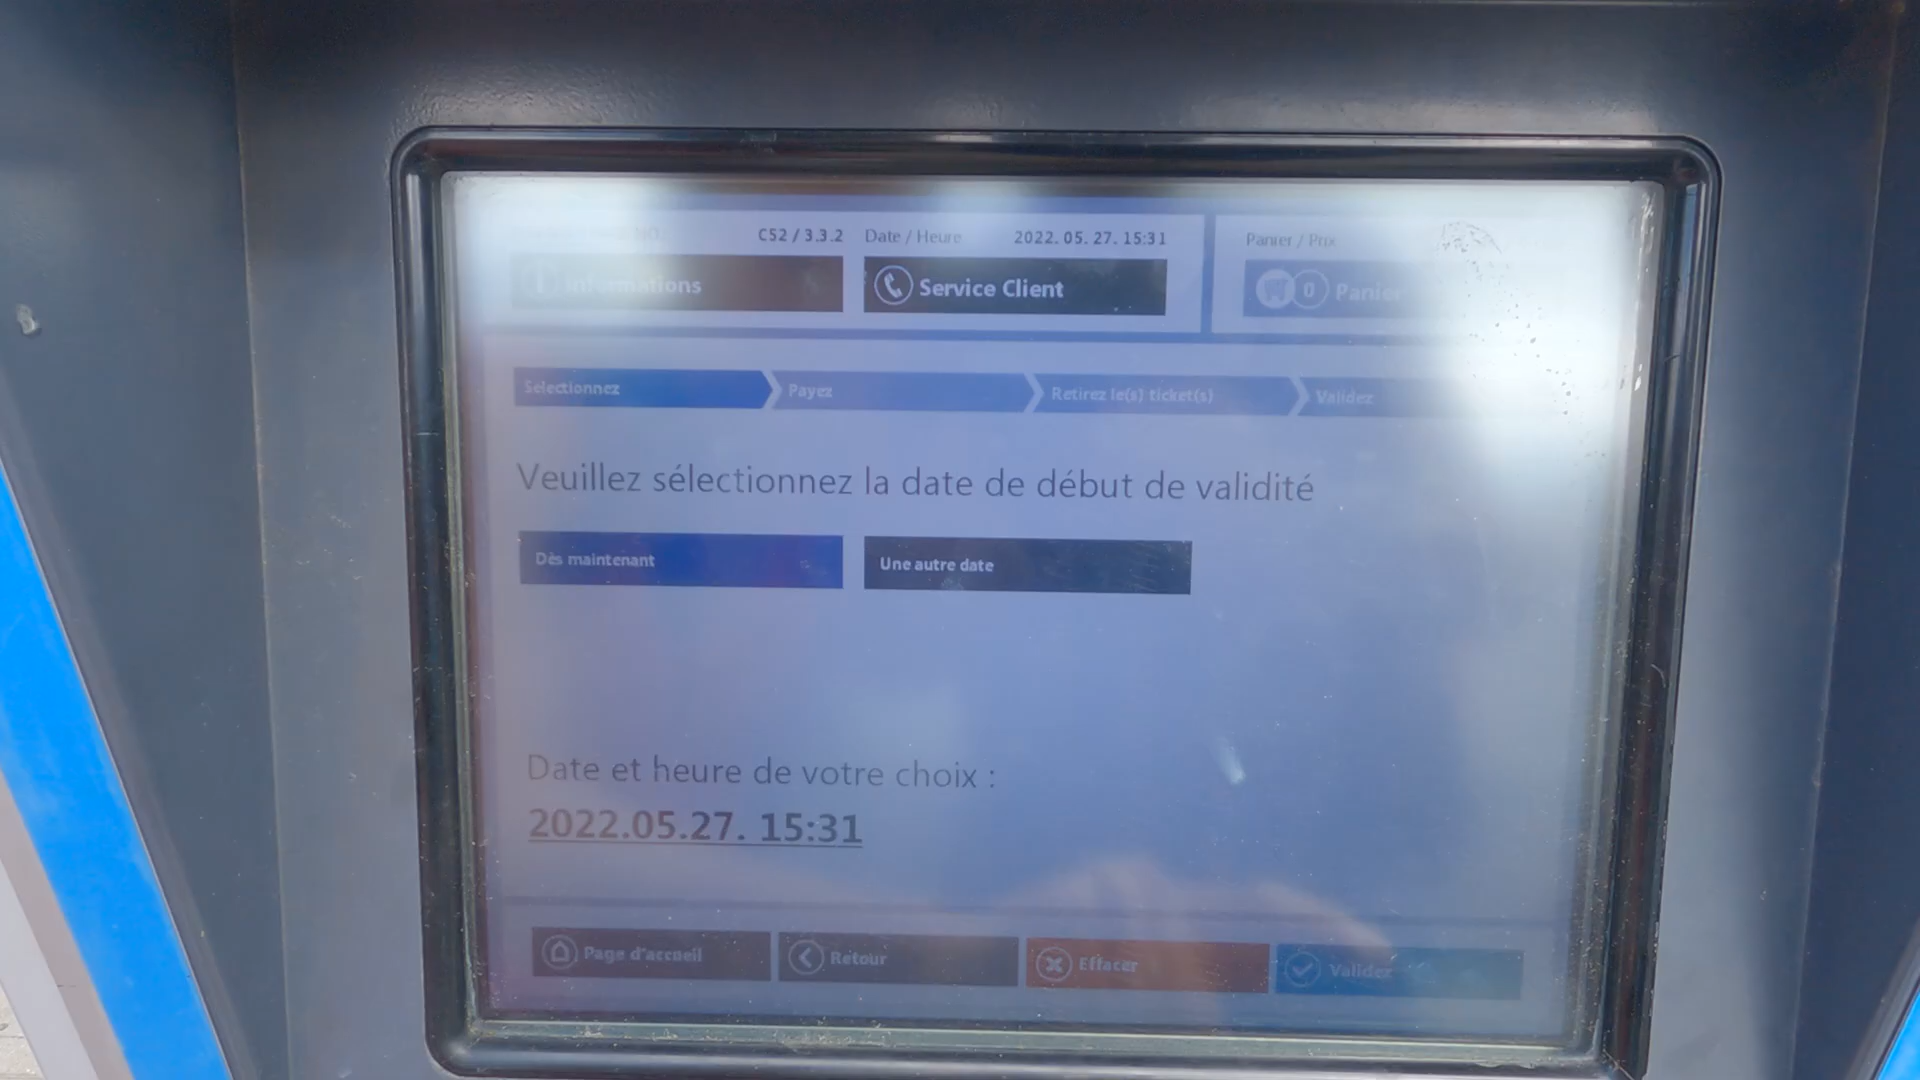 C52 / 3.3.2 Date / Heure 2022. 05. 27. 15:31 Panier / Prix
Informations Service Client 0 Panier
Sélectionnez Payez Retirez le(s) ticket(s) Validez
Veuillez sélectionnez la date de début de validité
Dès maintenant Une autre date
Date et heure de votre choix :
2022.05.27. 15:31
Page d'accueil Retour Effacer Validez